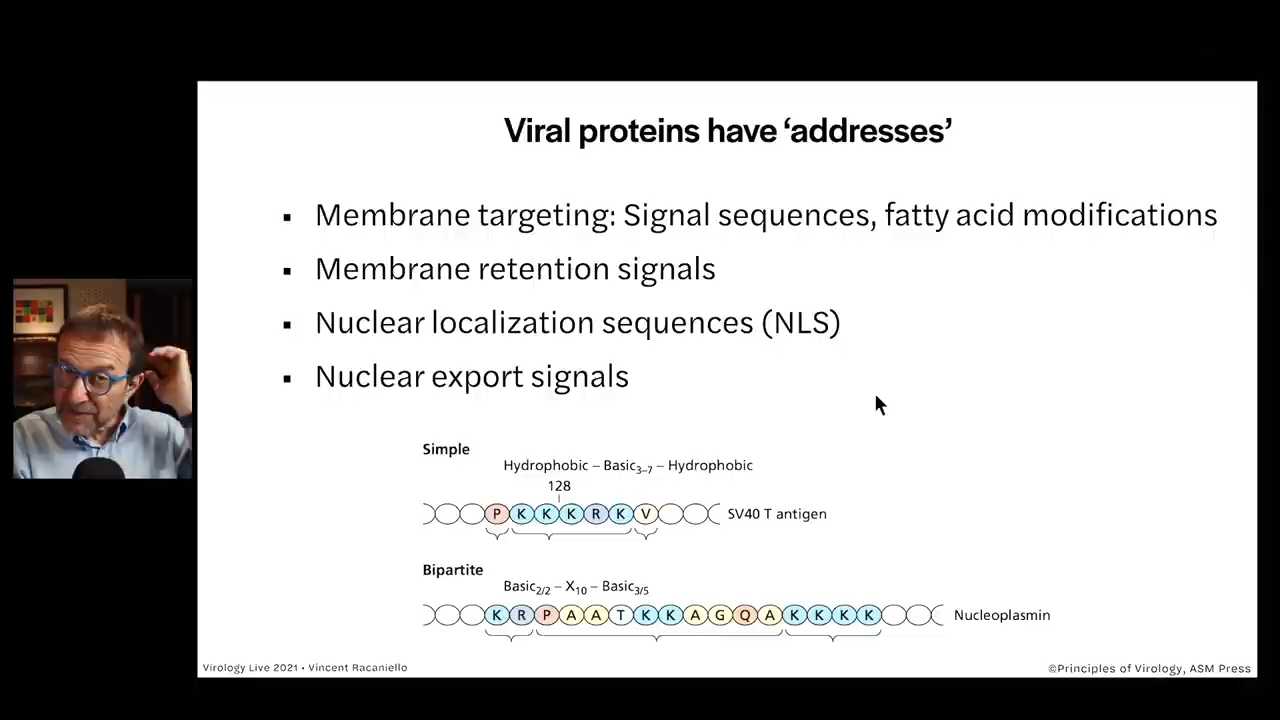 Viral proteins have ‘addresses’
▪ Membrane targeting: Signal sequences, fatty acid modifications
▪ Membrane retention signals
▪ Nuclear localization sequences (NLS)
▪ Nuclear export signals
Simple
Hydrophobic – Basic3–7 – Hydrophobic
128
P K K K R K V SV40 T antigen
Bipartite
Basic2/2 – X10 – Basic3/5
K R P A A T K K A G Q A K K K K Nucleoplasmin
Virology Live 2021 • Vincent Racaniello
©Principles of Virology, ASM Press